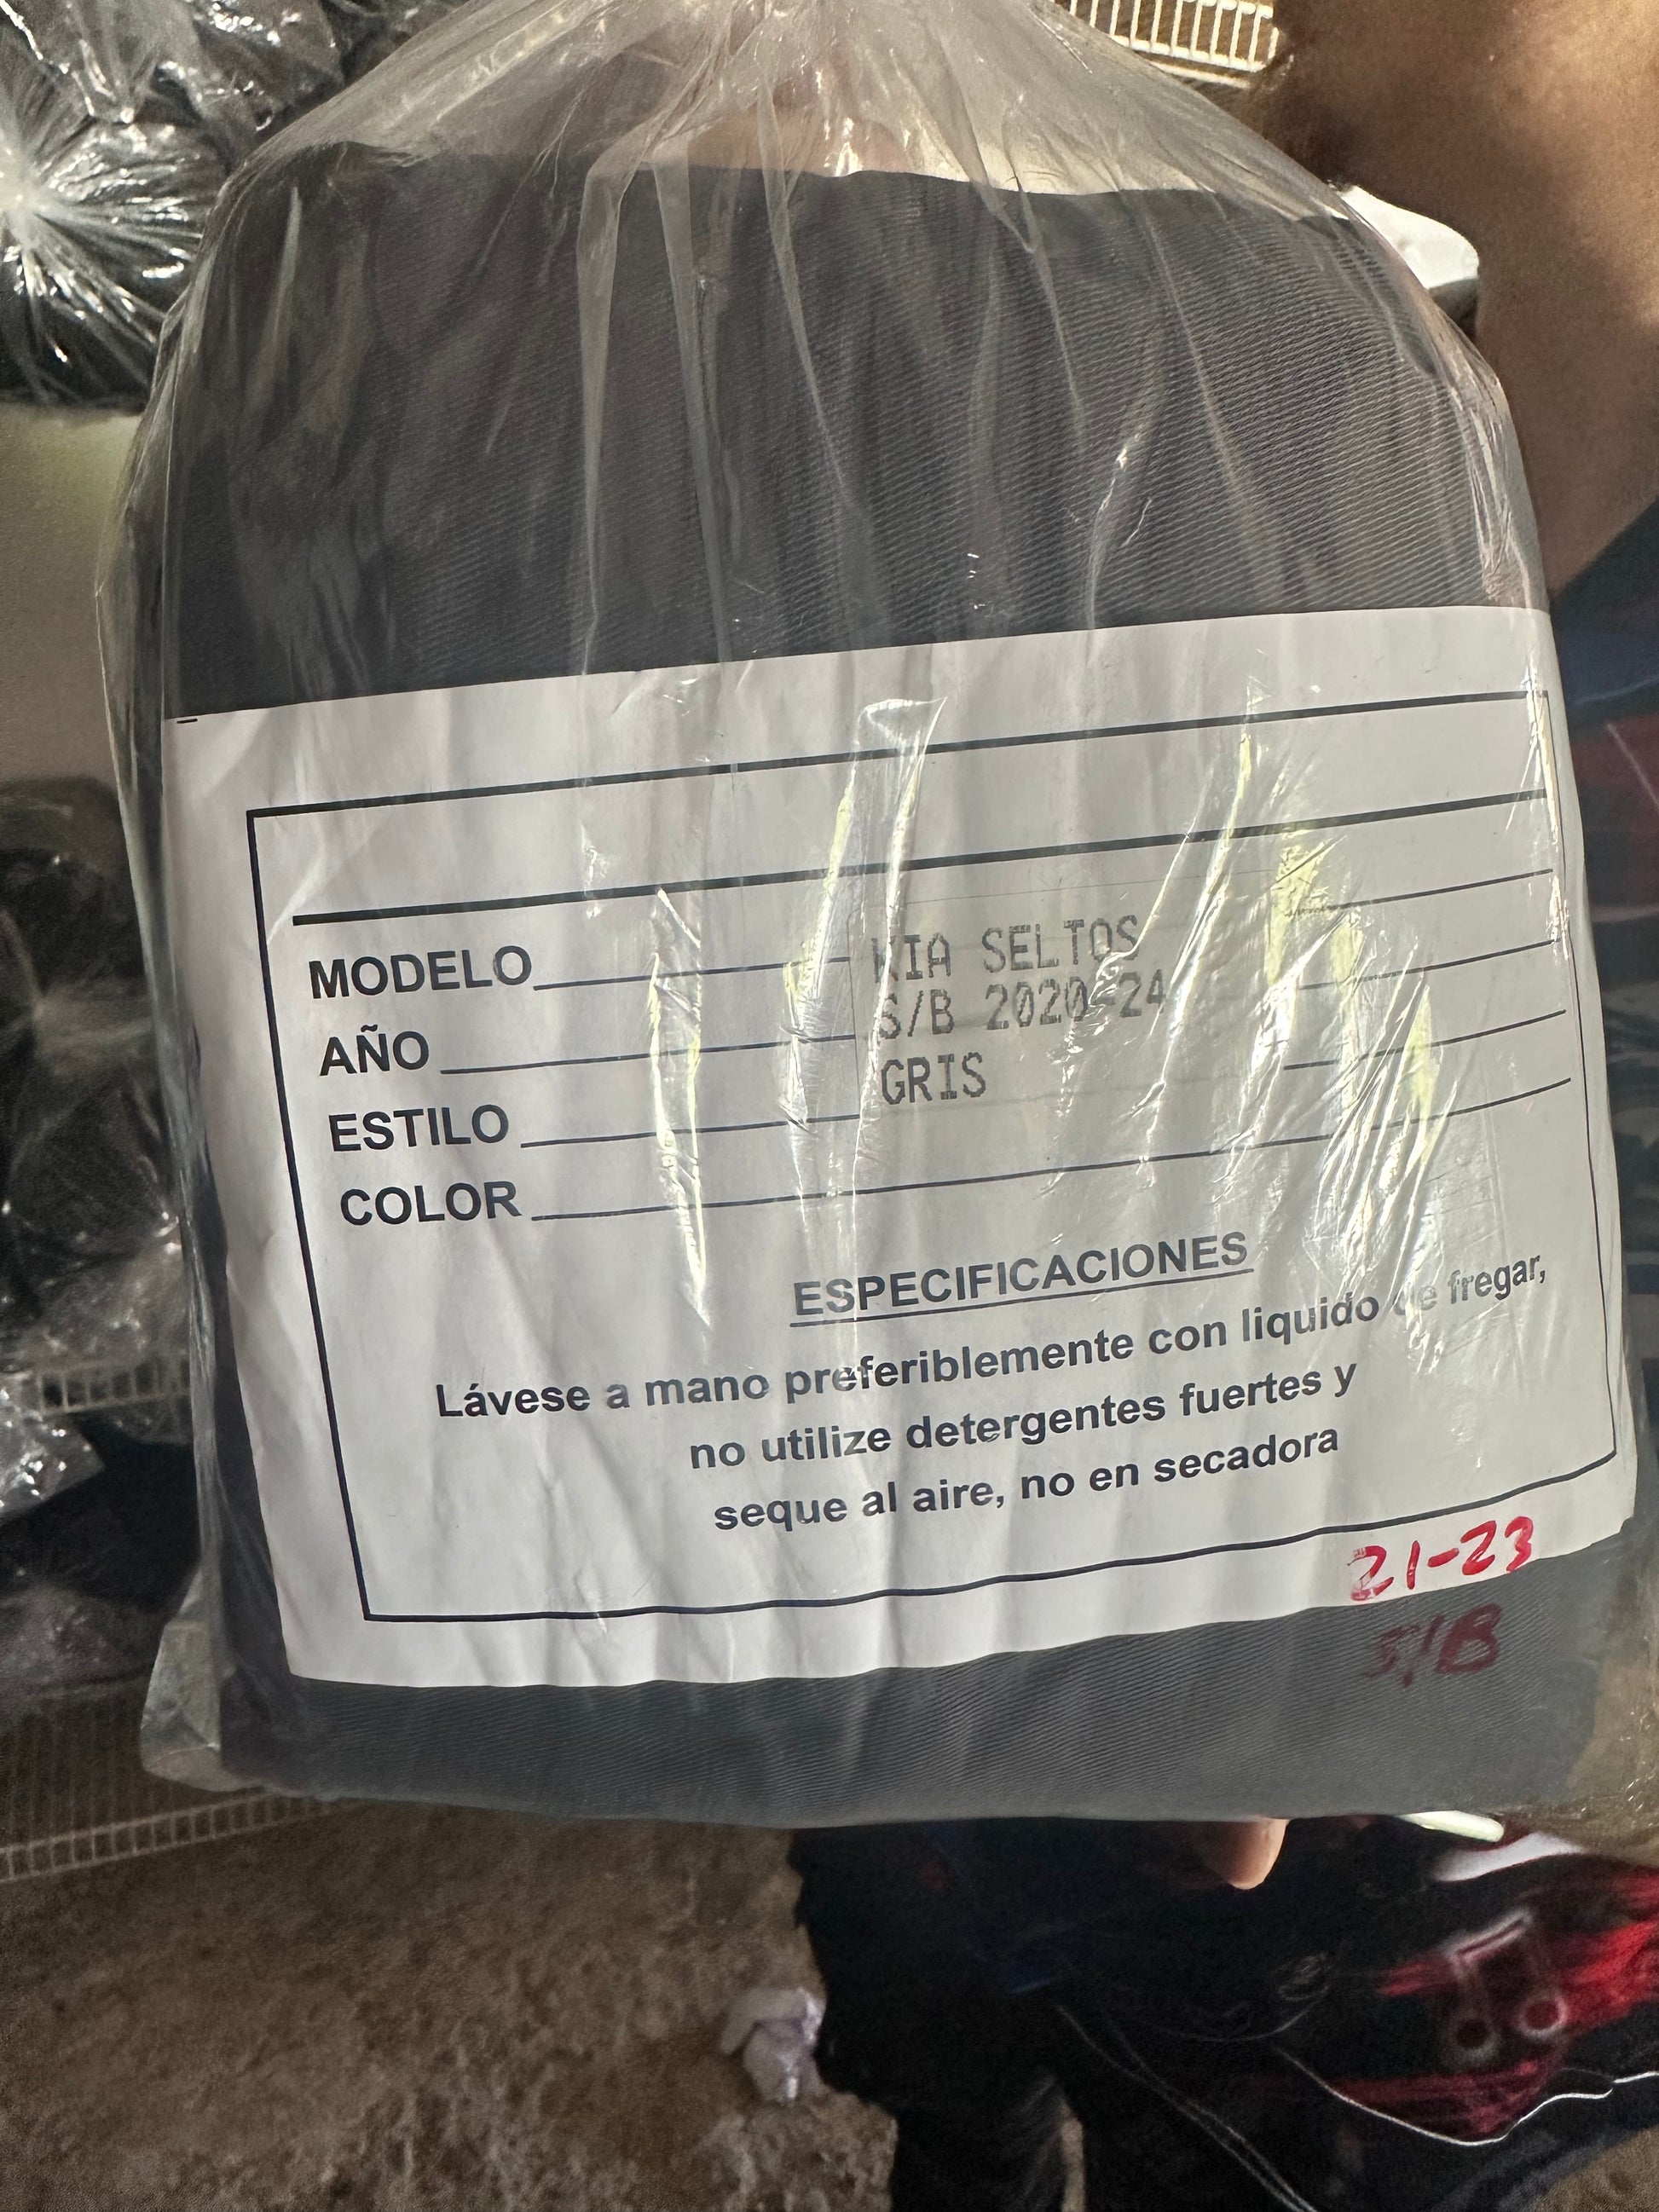 MODELO KIA SELTOS
AÑO S/B 2020-24
ESTILO GRIS
COLOR
ESPECIFICACIONES
Lávese a mano preferiblemente con liquido de fregar,
no utilize detergentes fuertes y
seque al aire, no en secadora
21-23
S/B